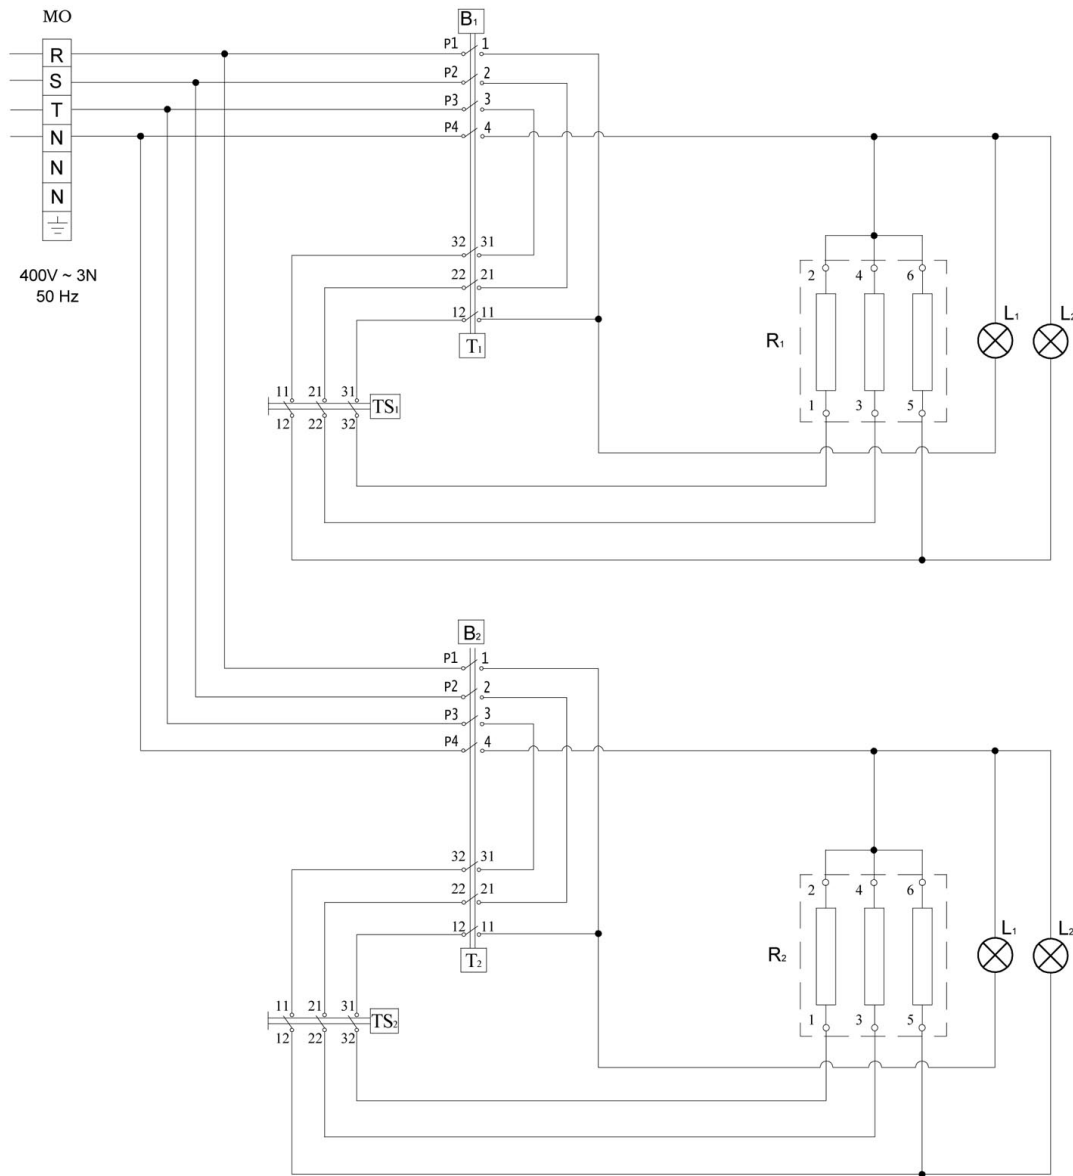 MO
B1
R
P1 1
S
P2 2
T
P3 3
N
P4 4
N
N
400V ~ 3N
50 Hz
32 31
22 21
12 11
T1
11 21 31
TS1
12 22 32
2 4 6
R1
1 3 5
L1
L2
B2
P1 1
P2 2
P3 3
P4 4
32 31
22 21
12 11
T2
11 21 31
TS2
12 22 32
2 4 6
R2
1 3 5
L1
L2